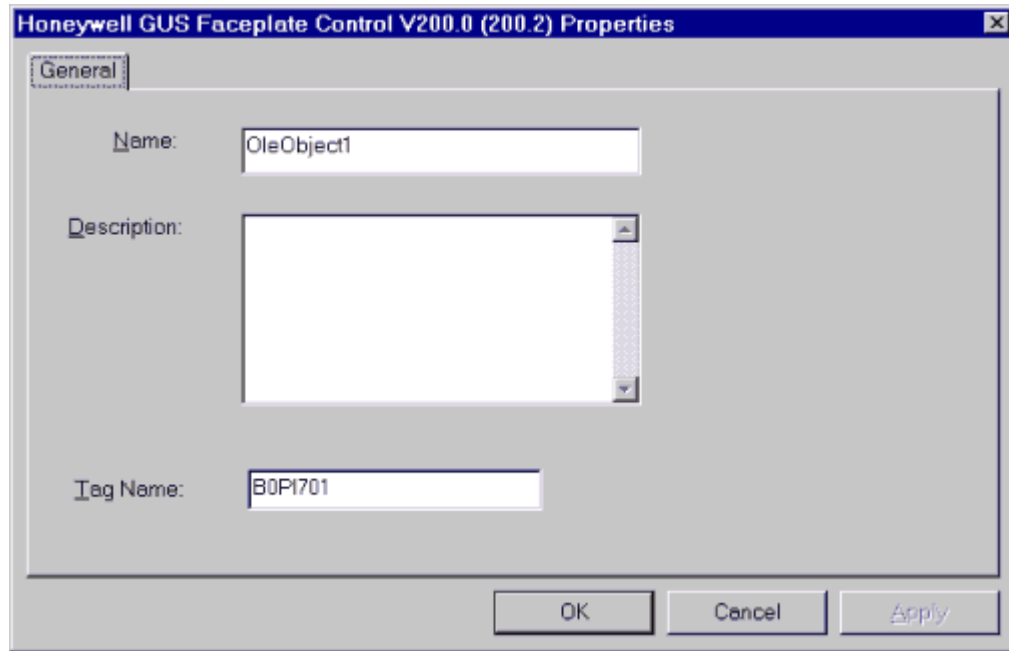 Honeywell GUS Faceplate Control V200.0 (200.2) Properties
General
Name: OleObject1
Description:
Tag Name: B0PI701
OK Cancel Apply